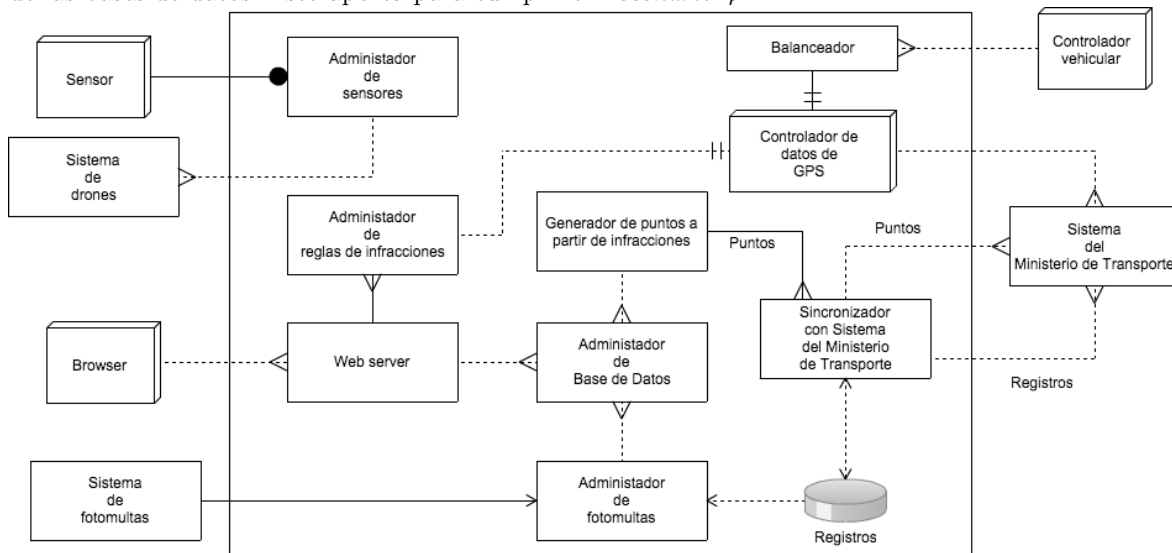 Sensor
Administador
de
sensores
Balanceador
Controlador
vehicular
Sistema
de
drones
Controlador de
datos de
GPS
Administador
de
reglas de infracciones
Generador de puntos a
partir de infracciones
Puntos
Puntos
Sistema
del
Ministerio de Transporte
Browser
Web server
Administador
de
Base de Datos
Sincronizador
con Sistema
del Ministerio
de Transporte
Registros
Sistema
de
fotomultas
Administador
de
fotomultas
Registros